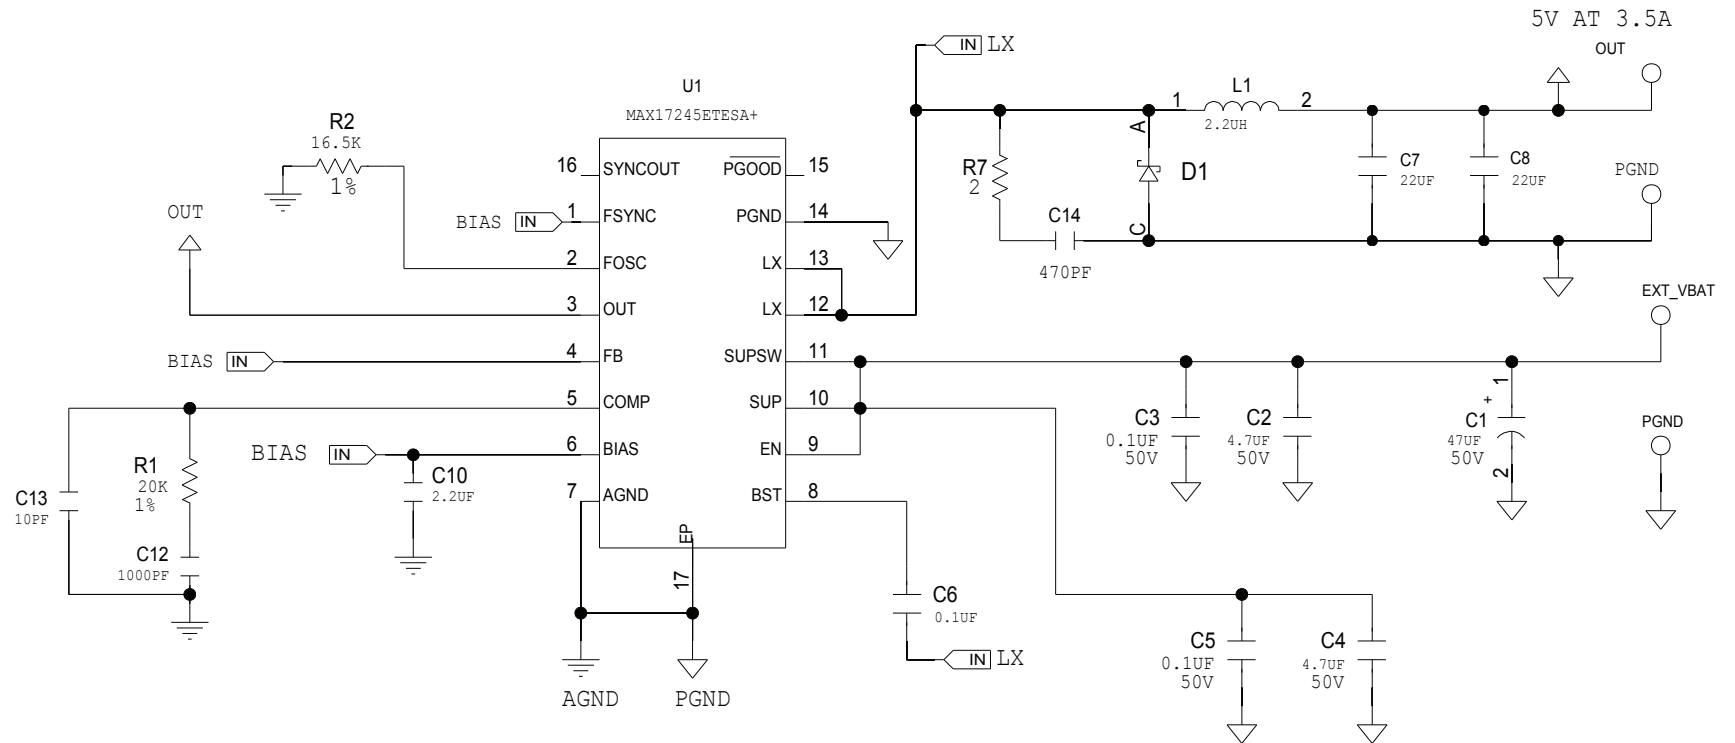 5V AT 3.5A
OUT
IN LX
U1
MAX17245ETESA+
L1
1 2
2.2UH
R2
16.5K
1%
A
16 SYNCOUT PGOOD 15
R7
2
D1
C7
22UF
C8
22UF
PGND
OUT
BIAS IN 1 FSYNC PGND 14
C14
470PF
C
2 FOSC LX 13
EXT_VBAT
3 OUT LX 12
BIAS IN 4 FB SUPSW 11
5 COMP SUP 10
C3
0.1UF
50V
C2
4.7UF
50V
1
+
C1
47UF
50V
2
PGND
BIAS IN 6 BIAS EN 9
R1
20K
1%
C10
2.2UF
C13
10PF
7 AGND BST 8
EP
17
C12
1000PF
C6
0.1UF
IN LX
C5
0.1UF
50V
C4
4.7UF
50V
AGND PGND